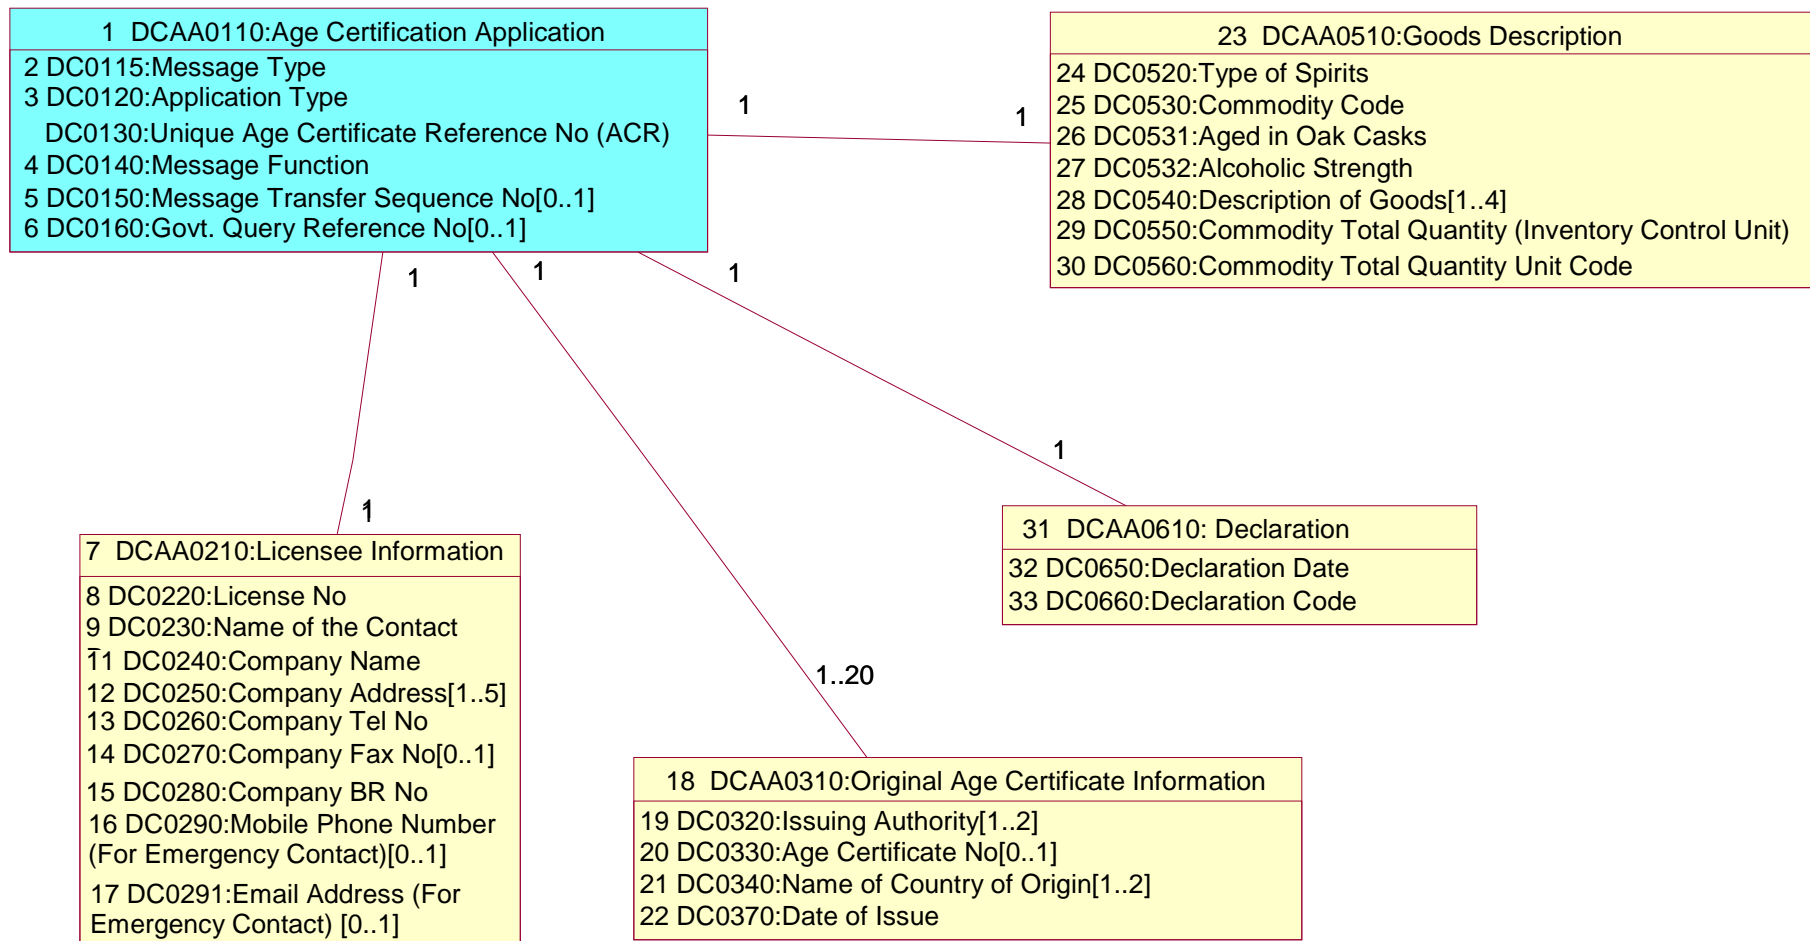 1 DCAA0110:Age Certification Application
2 DC0115:Message Type
3 DC0120:Application Type
DC0130:Unique Age Certificate Reference No (ACR)
4 DC0140:Message Function
5 DC0150:Message Transfer Sequence No[0..1]
6 DC0160:Govt. Query Reference No[0..1]
1
1
23 DCAA0510:Goods Description
24 DC0520:Type of Spirits
25 DC0530:Commodity Code
26 DC0531:Aged in Oak Casks
27 DC0532:Alcoholic Strength
28 DC0540:Description of Goods[1..4]
29 DC0550:Commodity Total Quantity (Inventory Control Unit)
30 DC0560:Commodity Total Quantity Unit Code
1
1
1
1
1
1..20
7 DCAA0210:Licensee Information
8 DC0220:License No
9 DC0230:Name of the Contact
11 DC0240:Company Name
12 DC0250:Company Address[1..5]
13 DC0260:Company Tel No
14 DC0270:Company Fax No[0..1]
15 DC0280:Company BR No
16 DC0290:Mobile Phone Number
(For Emergency Contact)[0..1]
17 DC0291:Email Address (For
Emergency Contact) [0..1]
31 DCAA0610: Declaration
32 DC0650:Declaration Date
33 DC0660:Declaration Code
18 DCAA0310:Original Age Certificate Information
19 DC0320:Issuing Authority[1..2]
20 DC0330:Age Certificate No[0..1]
21 DC0340:Name of Country of Origin[1..2]
22 DC0370:Date of Issue